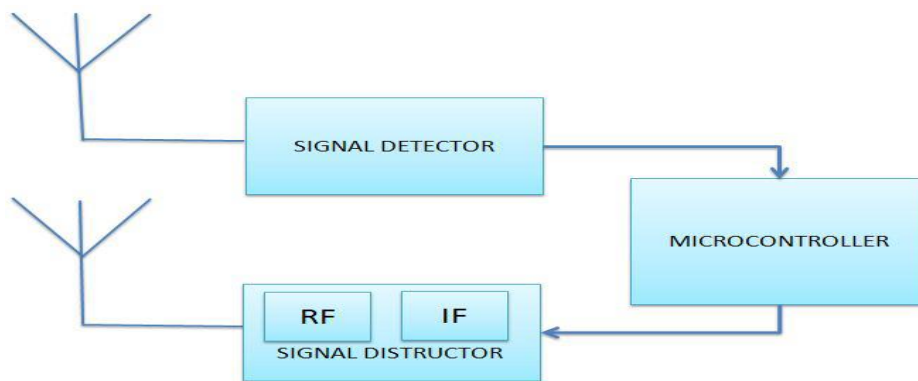 SIGNAL DETECTOR
MICROCONTROLLER
RF IF
SIGNAL DISTRUCTOR